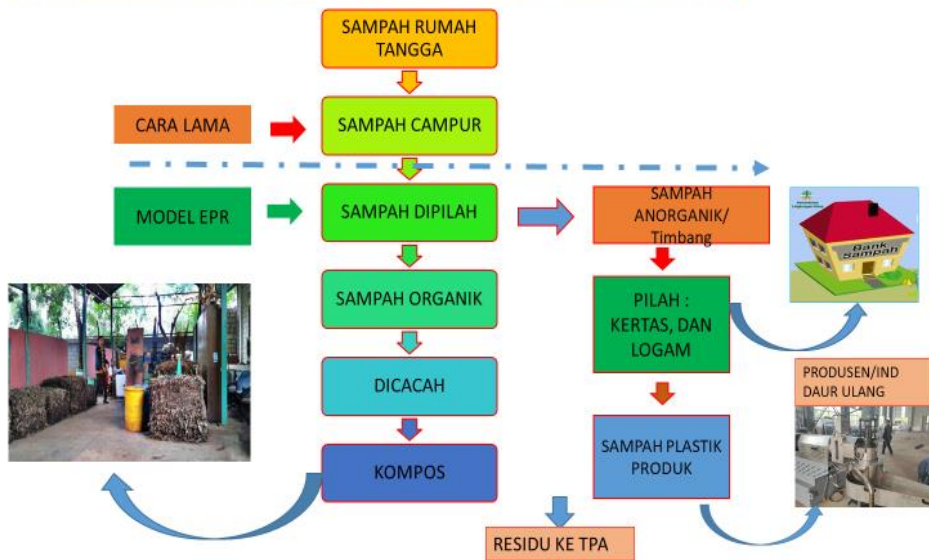 SAMPAH RUMAH
TANGGA
CARA LAMA
SAMPAH CAMPUR
MODEL EPR
SAMPAH DIPILAH
SAMPAH
ANORGANIK/
Timbang
Bank
Sampah
SAMPAH ORGANIK
PILAH :
KERTAS, DAN
LOGAM
DICACAH
PRODUSEN/IND
DAUR ULANG
KOMPOS
SAMPAH PLASTIK
PRODUK
RESIDU KE TPA